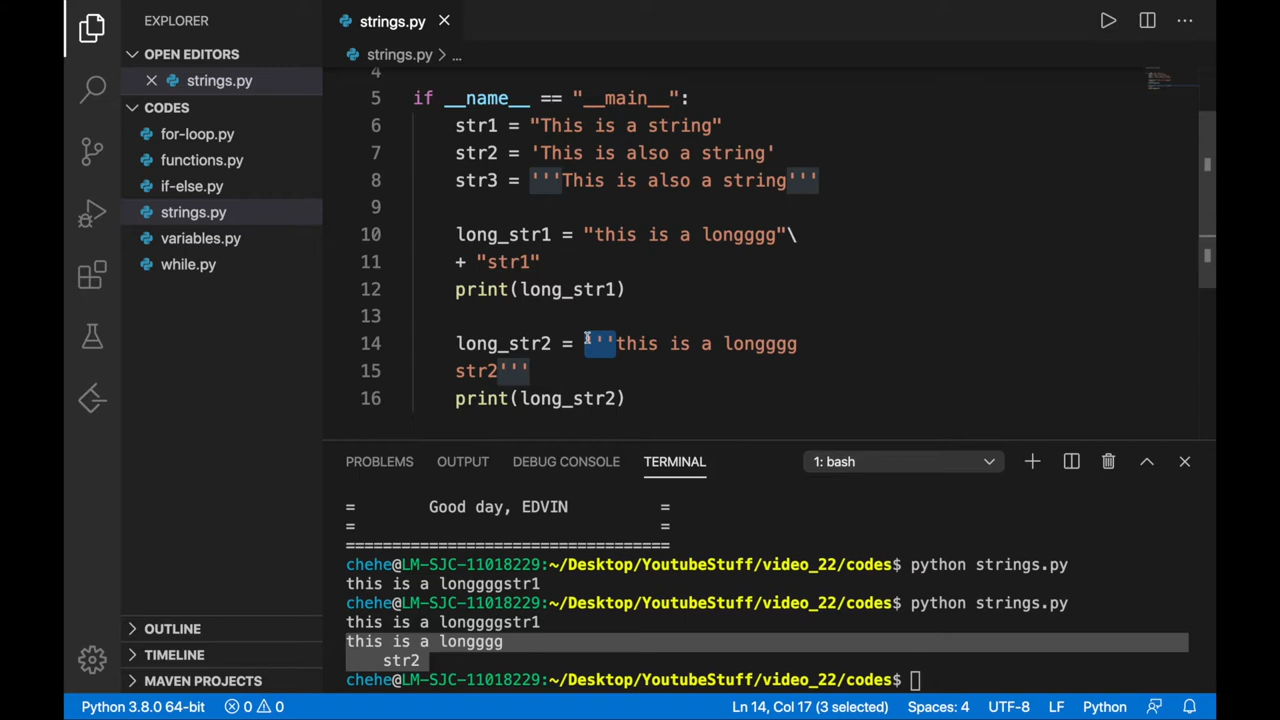 EXPLORER
OPEN EDITORS
strings.py
CODES
for-loop.py
functions.py
if-else.py
strings.py
variables.py
while.py
OUTLINE
TIMELINE
MAVEN PROJECTS
strings.py
strings.py > ...
4
5 if __name__ == "__main__":
6 str1 = "This is a string"
7 str2 = 'This is also a string'
8 str3 = '''This is also a string'''
9
10 long_str1 = "this is a longggg"\
11 + "str1"
12 print(long_str1)
13
14 long_str2 = '''this is a longggg
15 str2'''
16 print(long_str2)
PROBLEMS OUTPUT DEBUG CONSOLE TERMINAL 1: bash
= Good day, EDVIN =
= =
==================================
chehe@LM-SJC-11018229:~/Desktop/YoutubeStuff/video_22/codes$ python strings.py
this is a longgggstr1
chehe@LM-SJC-11018229:~/Desktop/YoutubeStuff/video_22/codes$ python strings.py
this is a longgggstr1
this is a longggg
str2
chehe@LM-SJC-11018229:~/Desktop/YoutubeStuff/video_22/codes$
Python 3.8.0 64-bit 0 0 Ln 14, Col 17 (3 selected) Spaces: 4 UTF-8 LF Python